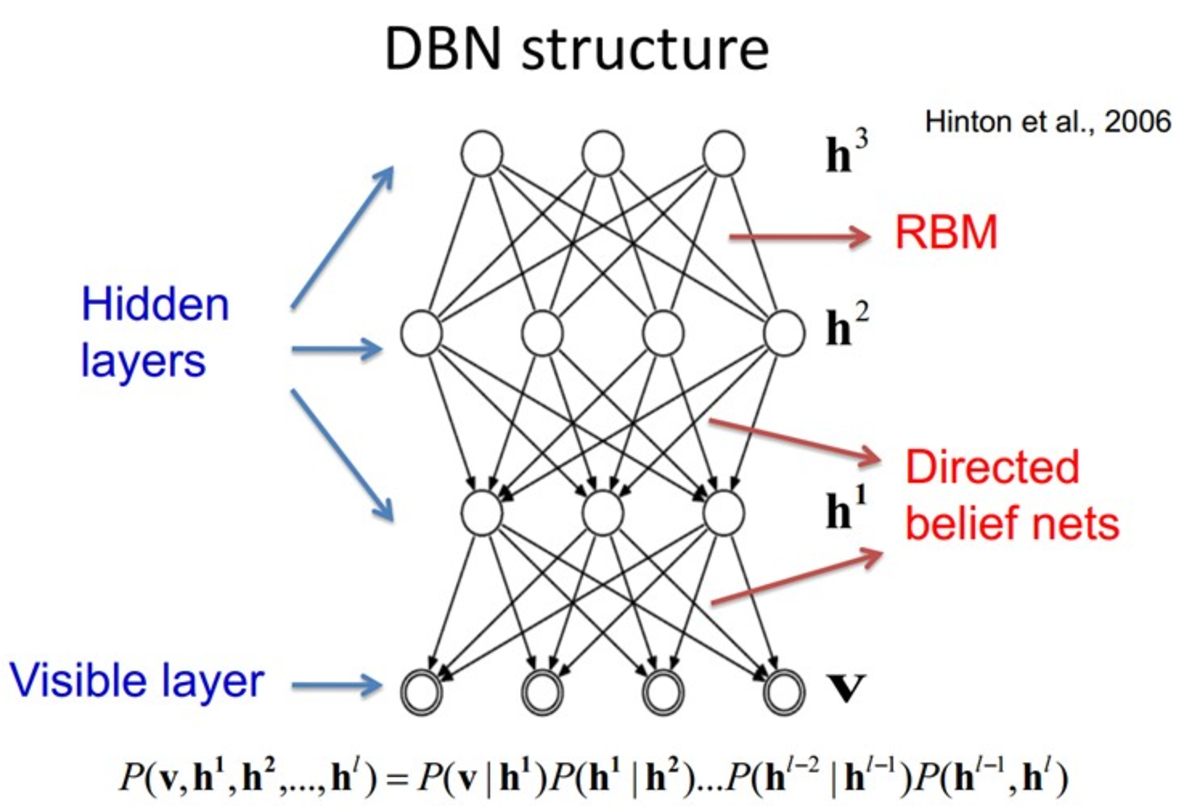 DBN structure
Hinton et al., 2006
h³
RBM
Hidden
layers
h²
Directed
belief nets
h¹
Visible layer
v
P(v,h¹,h²,...,hˡ) = P(v|h¹)P(h¹|h²)...P(hˡ⁻²|hˡ⁻¹)P(hˡ⁻¹,hˡ)